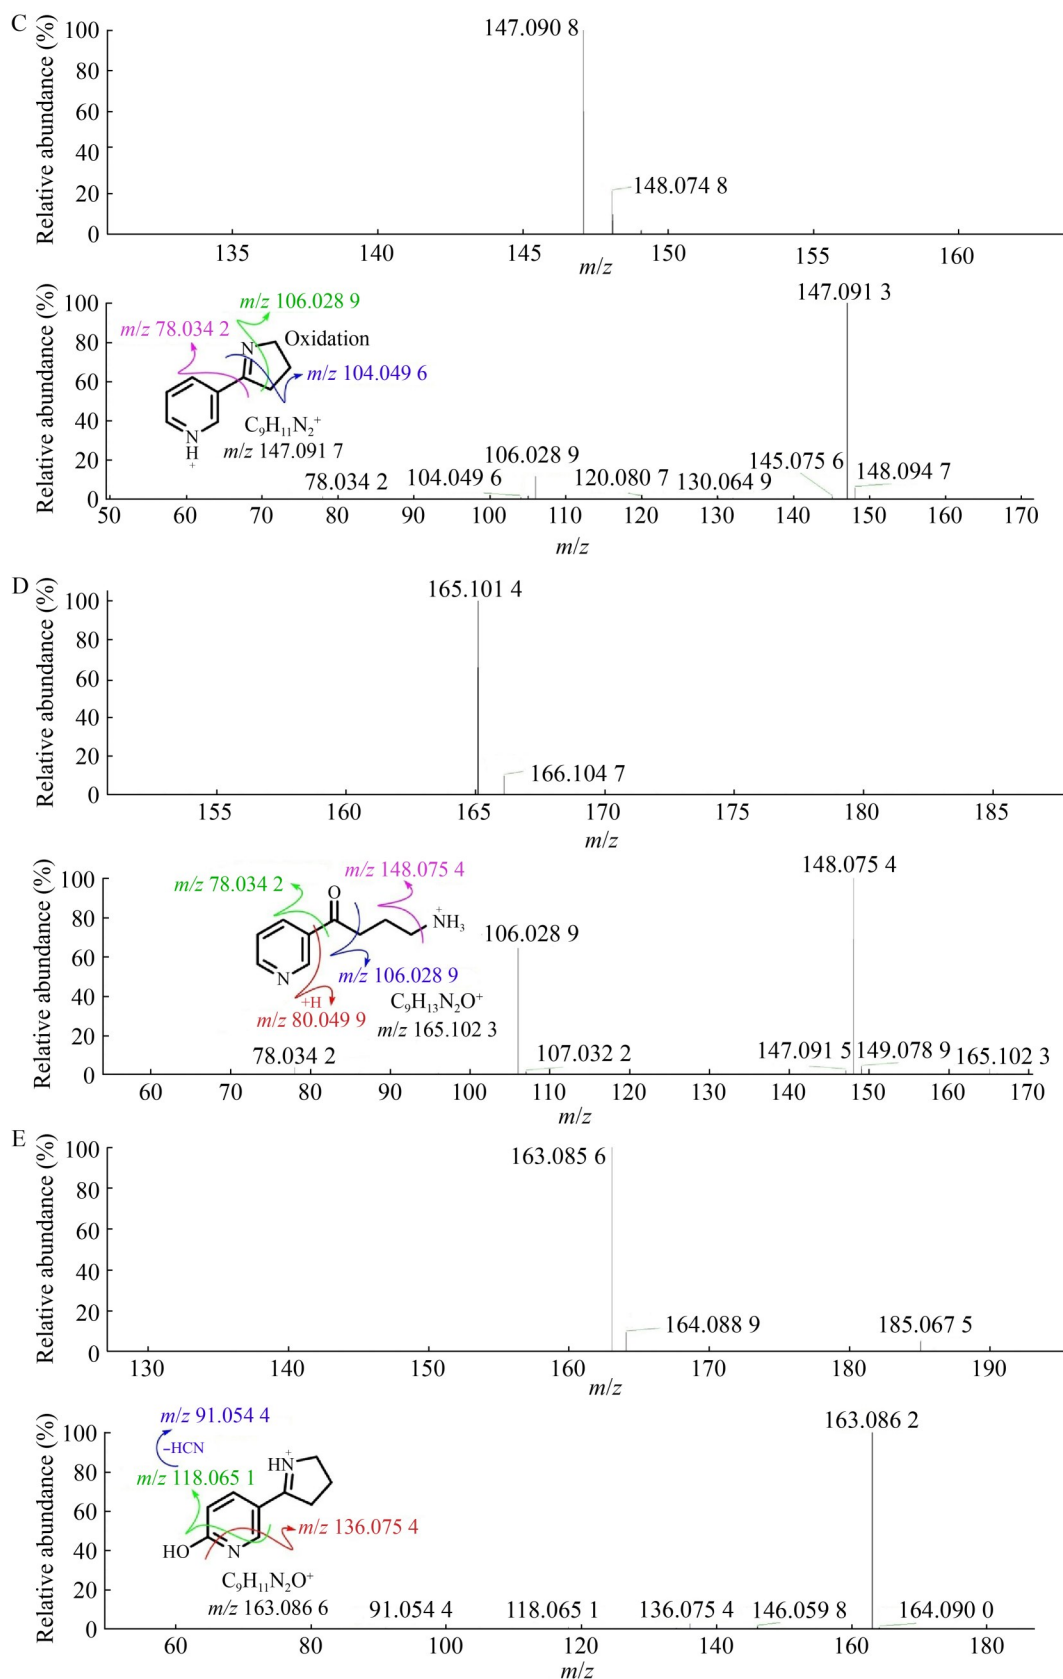 C
Relative abundance (%)
100
80
60
40
20
0
147.090 8
148.074 8
135 140 145 150 155 160
m/z
Relative abundance (%)
100
80
60
40
20
0
m/z 106.028 9
m/z 78.034 2
N
Oxidation
m/z 104.049 6
N
H
+
C₉H₁₁N₂⁺
m/z 147.091 7
147.091 3
78.034 2
104.049 6
106.028 9
120.080 7
130.064 9
145.075 6
148.094 7
50 60 70 80 90 100 110 120 130 140 150 160 170
m/z
D
Relative abundance (%)
100
80
60
40
20
0
165.101 4
166.104 7
155 160 165 170 175 180 185
m/z
Relative abundance (%)
100
80
60
40
20
0
m/z 78.034 2
m/z 148.075 4
O
+
NH₃
N
m/z 106.028 9
+H
m/z 80.049 9
C₉H₁₃N₂O⁺
m/z 165.102 3
148.075 4
106.028 9
78.034 2
107.032 2
147.091 5
149.078 9
165.102 3
60 70 80 90 100 110 120 130 140 150 160 170
m/z
E
Relative abundance (%)
100
80
60
40
20
0
163.085 6
164.088 9
185.067 5
130 140 150 160 170 180 190
m/z
Relative abundance (%)
100
80
60
40
20
0
m/z 91.054 4
−HCN
m/z 118.065 1
+
HN
m/z 136.075 4
HO
N
C₉H₁₁N₂O⁺
m/z 163.086 6
163.086 2
91.054 4
118.065 1
136.075 4
146.059 8
164.090 0
60 80 100 120 140 160 180
m/z